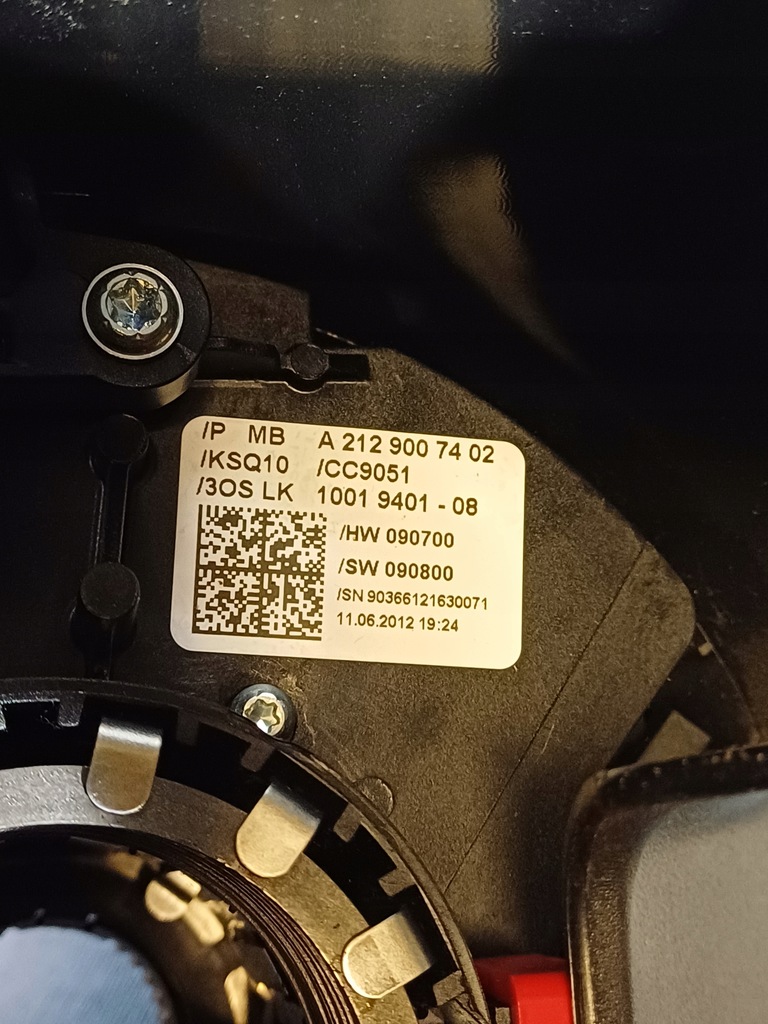 /P MB A 212 900 74 02
/KSQ10 /CC9051
/3OS LK 1001 9401 - 08
/HW 090700
/SW 090800
/SN 90366121630071
11.06.2012 19:24